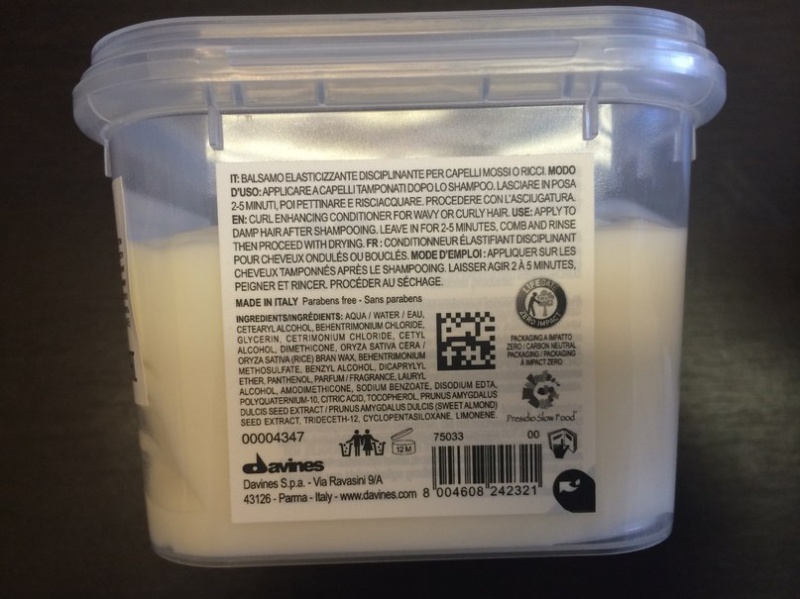 IT: BALSAMO ELASTICIZZANTE DISCIPLINANTE PER CAPELLI MOSSI O RICCI. MODO
D'USO: APPLICARE A CAPELLI TAMPONATI DOPO LO SHAMPOO. LASCIARE IN POSA
2-5 MINUTI, POI PETTINARE E RISCIACQUARE. PROCEDERE CON L'ASCIUGATURA.
EN: CURL ENHANCING CONDITIONER FOR WAVY OR CURLY HAIR. USE: APPLY TO
DAMP HAIR AFTER SHAMPOOING. LEAVE IN FOR 2-5 MINUTES, COMB AND RINSE
THEN PROCEED WITH DRYING. FR : CONDITIONNEUR ÉLASTIFIANT DISCIPLINANT
POUR CHEVEUX ONDULÉS OU BOUCLÉS. MODE D'EMPLOI : APPLIQUER SUR LES
CHEVEUX TAMPONNÉS APRÈS LE SHAMPOOING. LAISSER AGIR 2 À 5 MINUTES,
PEIGNER ET RINCER. PROCÉDER AU SÉCHAGE.
MADE IN ITALY Parabens free - Sans parabens
INGREDIENTS/INGRÉDIENTS: AQUA / WATER / EAU,
CETEARYL ALCOHOL, BEHENTRIMONIUM CHLORIDE,
GLYCERIN, CETRIMONIUM CHLORIDE, CETYL
ALCOHOL, DIMETHICONE, ORYZA SATIVA CERA /
ORYZA SATIVA (RICE) BRAN WAX, BEHENTRIMONIUM
METHOSULFATE, BENZYL ALCOHOL, DICAPRYLYL
ETHER, PANTHENOL, PARFUM / FRAGRANCE, LAURYL
ALCOHOL, AMODIMETHICONE, SODIUM BENZOATE, DISODIUM EDTA,
POLYQUATERNIUM-10, CITRIC ACID, TOCOPHEROL, PRUNUS AMYGDALUS
DULCIS SEED EXTRACT / PRUNUS AMYGDALUS DULCIS (SWEET ALMOND)
SEED EXTRACT, TRIDECETH-12, CYCLOPENTASILOXANE, LIMONENE.
LIFEGATE
ZERO IMPACT
PACKAGING A IMPATTO
ZERO / CARBON NEUTRAL
PACKAGING / PACKAGING
À IMPACT ZERO
Presidio Slow Food
00004347
12 M
75033
00
davines
Davines S.p.a. - Via Ravasini 9/A
43126 - Parma - Italy - www.davines.com
8 004608 242321